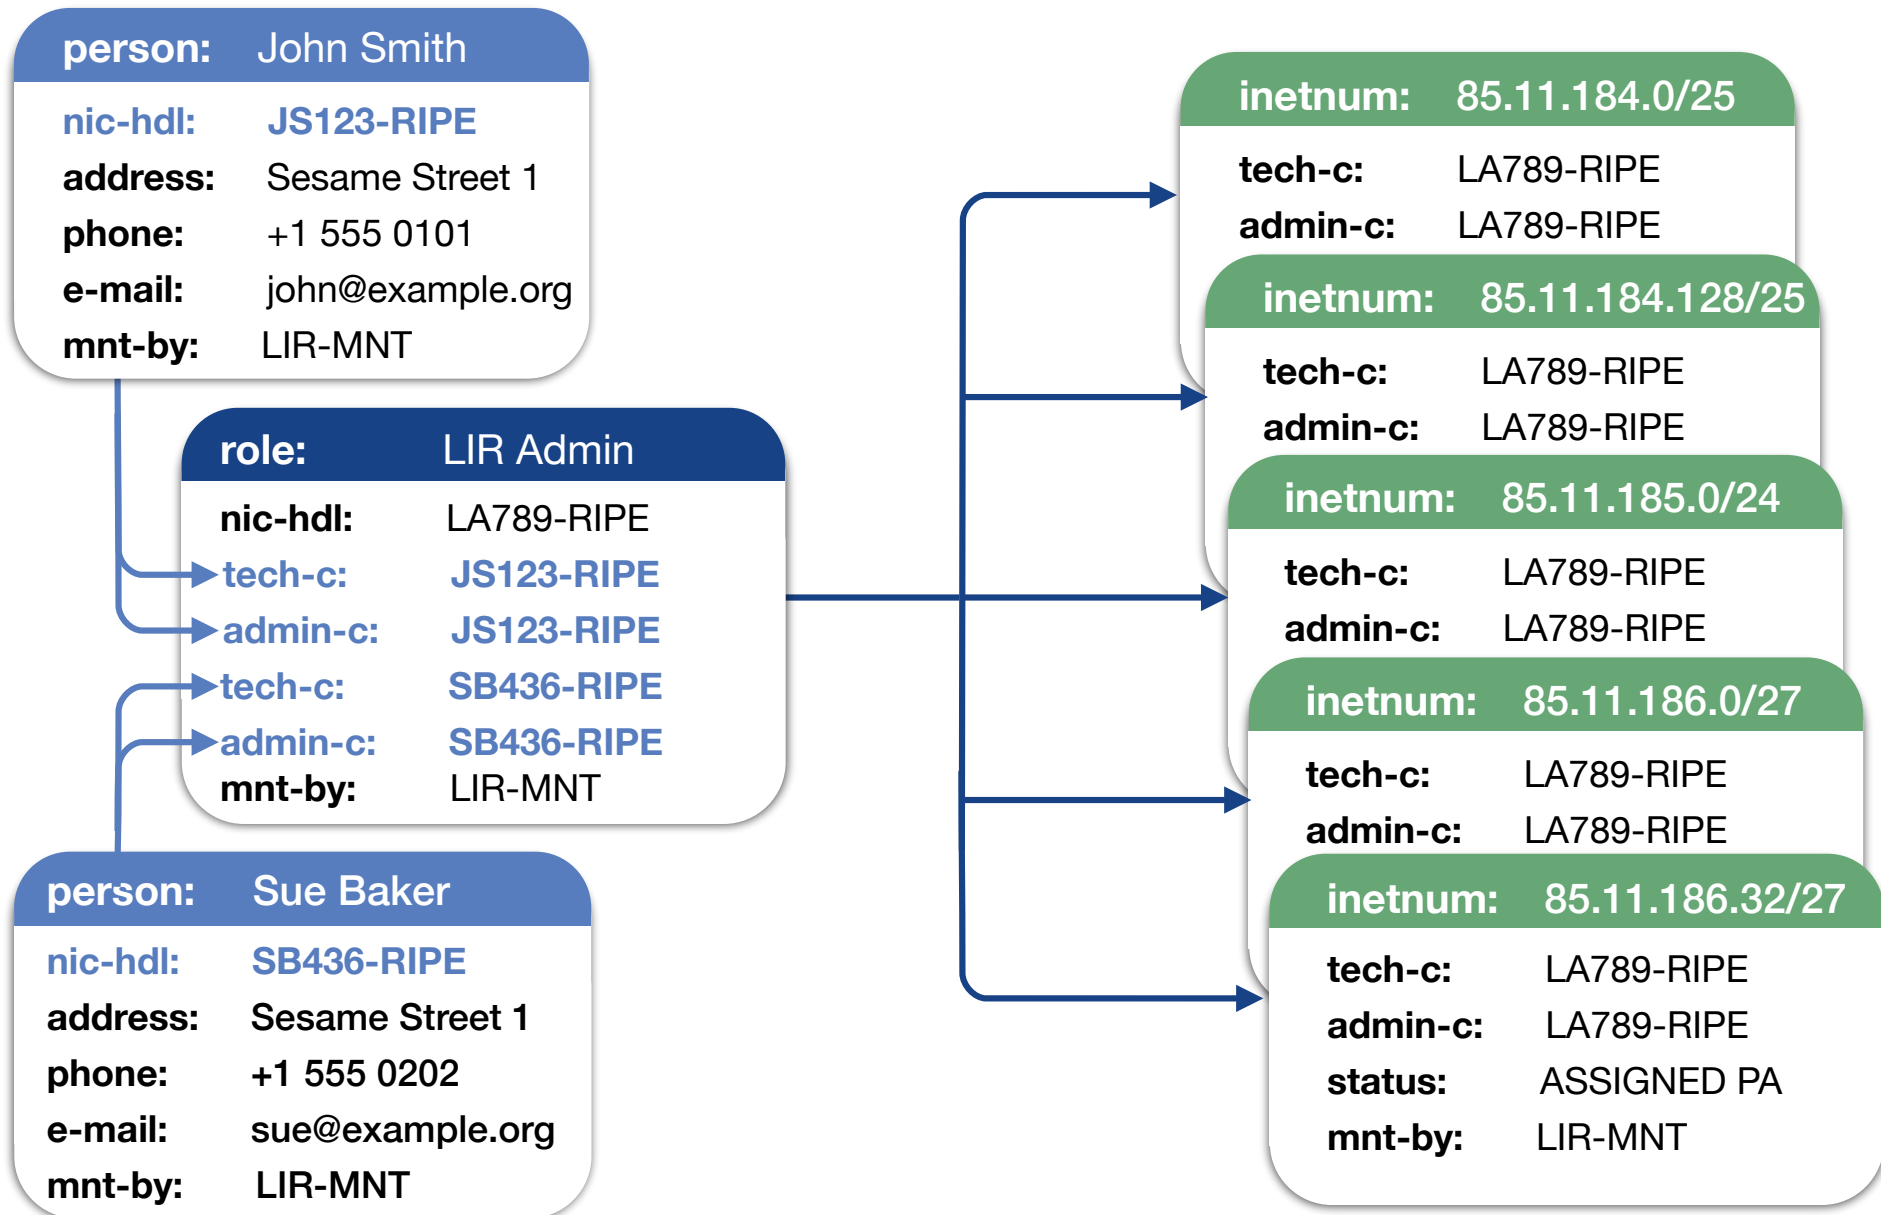 person: John Smith
nic-hdl: JS123-RIPE
address: Sesame Street 1
phone: +1 555 0101
e-mail: john@example.org
mnt-by: LIR-MNT
role: LIR Admin
nic-hdl: LA789-RIPE
tech-c: JS123-RIPE
admin-c: JS123-RIPE
tech-c: SB436-RIPE
admin-c: SB436-RIPE
mnt-by: LIR-MNT
person: Sue Baker
nic-hdl: SB436-RIPE
address: Sesame Street 1
phone: +1 555 0202
e-mail: sue@example.org
mnt-by: LIR-MNT
inetnum: 85.11.184.0/25
tech-c: LA789-RIPE
admin-c: LA789-RIPE
inetnum: 85.11.184.128/25
tech-c: LA789-RIPE
admin-c: LA789-RIPE
inetnum: 85.11.185.0/24
tech-c: LA789-RIPE
admin-c: LA789-RIPE
inetnum: 85.11.186.0/27
tech-c: LA789-RIPE
admin-c: LA789-RIPE
inetnum: 85.11.186.32/27
tech-c: LA789-RIPE
admin-c: LA789-RIPE
status: ASSIGNED PA
mnt-by: LIR-MNT